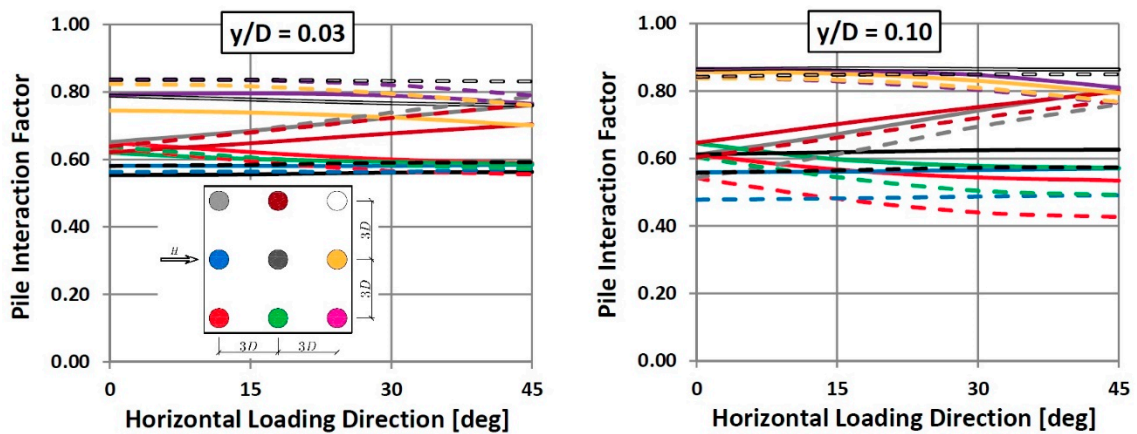 y/D = 0.03
Pile Interaction Factor
1.00
0.80
0.60
0.40
0.20
0.00
H
3D
3D
3D
3D
0
15
30
45
Horizontal Loading Direction [deg]
y/D = 0.10
Pile Interaction Factor
1.00
0.80
0.60
0.40
0.20
0.00
0
15
30
45
Horizontal Loading Direction [deg]